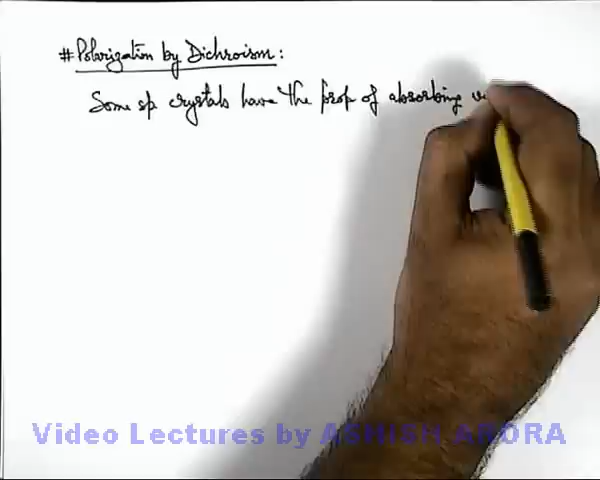 # Polarization by Dichroism :
Some sp crystals have the prop of absorbing
Video Lectures by ASHISH ARORA